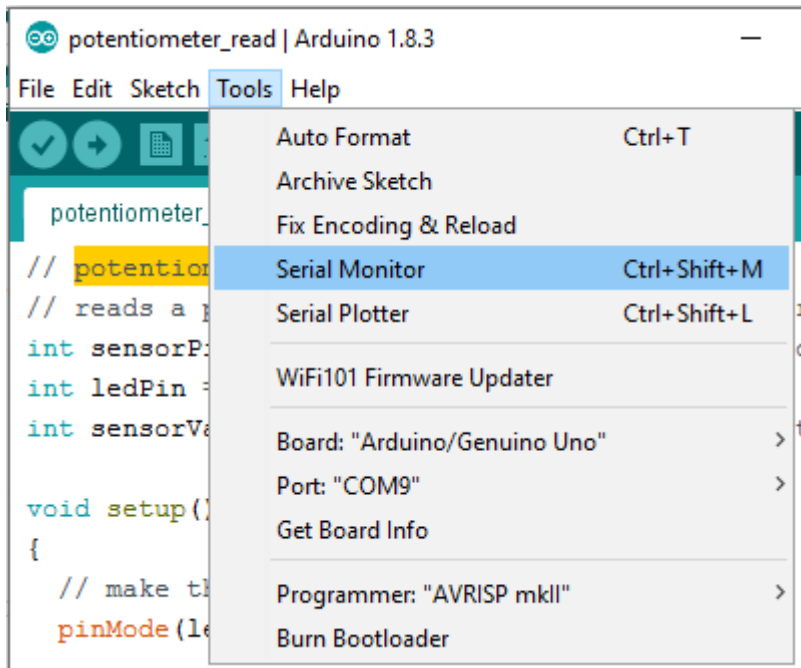 potentiometer_read | Arduino 1.8.3
File Edit Sketch Tools Help
potentiometer_
// potention
// reads a
int sensorPi
int ledPin =
int sensorVa
void setup()
{
// make th
pinMode(le
Auto Format Ctrl+T
Archive Sketch
Fix Encoding & Reload
Serial Monitor Ctrl+Shift+M
Serial Plotter Ctrl+Shift+L
WiFi101 Firmware Updater
Board: "Arduino/Genuino Uno"
Port: "COM9"
Get Board Info
Programmer: "AVRISP mkII"
Burn Bootloader